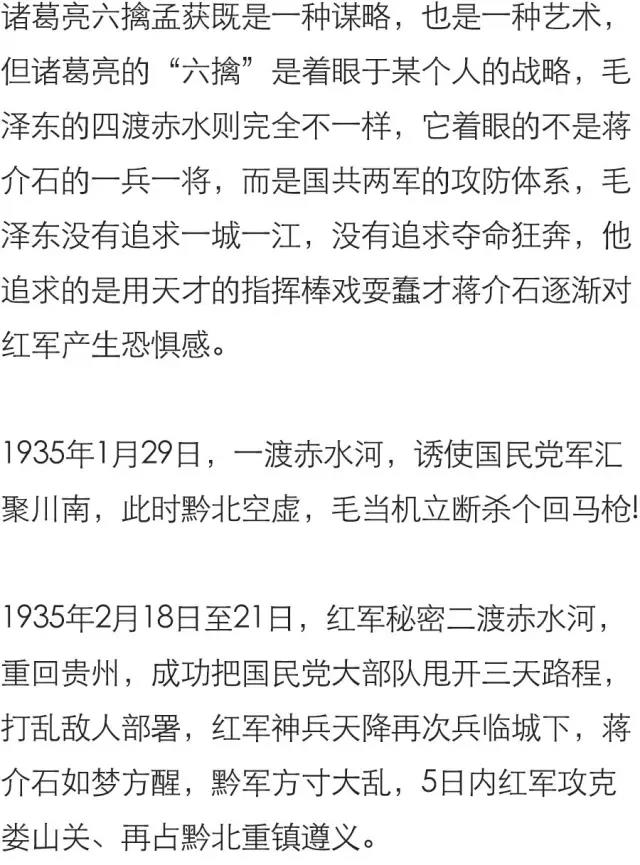 诸葛亮六擒孟获既是一种谋略，也是一种艺术，
但诸葛亮的“六擒”是着眼于某个人的战略，毛
泽东的四渡赤水则完全不一样，它着眼的不是蒋
介石的一兵一将，而是国共两军的攻防体系，毛
泽东没有追求一城一江，没有追求夺命狂奔，他
追求的是用天才的指挥棒戏耍蠢才蒋介石逐渐对
红军产生恐惧感。
1935年1月29日，一渡赤水河，诱使国民党军汇
聚川南，此时黔北空虚，毛当机立断杀个回马枪!
1935年2月18日至21日，红军秘密二渡赤水河，
重回贵州，成功把国民党大部队甩开三天路程，
打乱敌人部署，红军神兵天降再次兵临城下，蒋
介石如梦方醒，黔军方寸大乱，5日内红军攻克
娄山关、再占黔北重镇遵义。